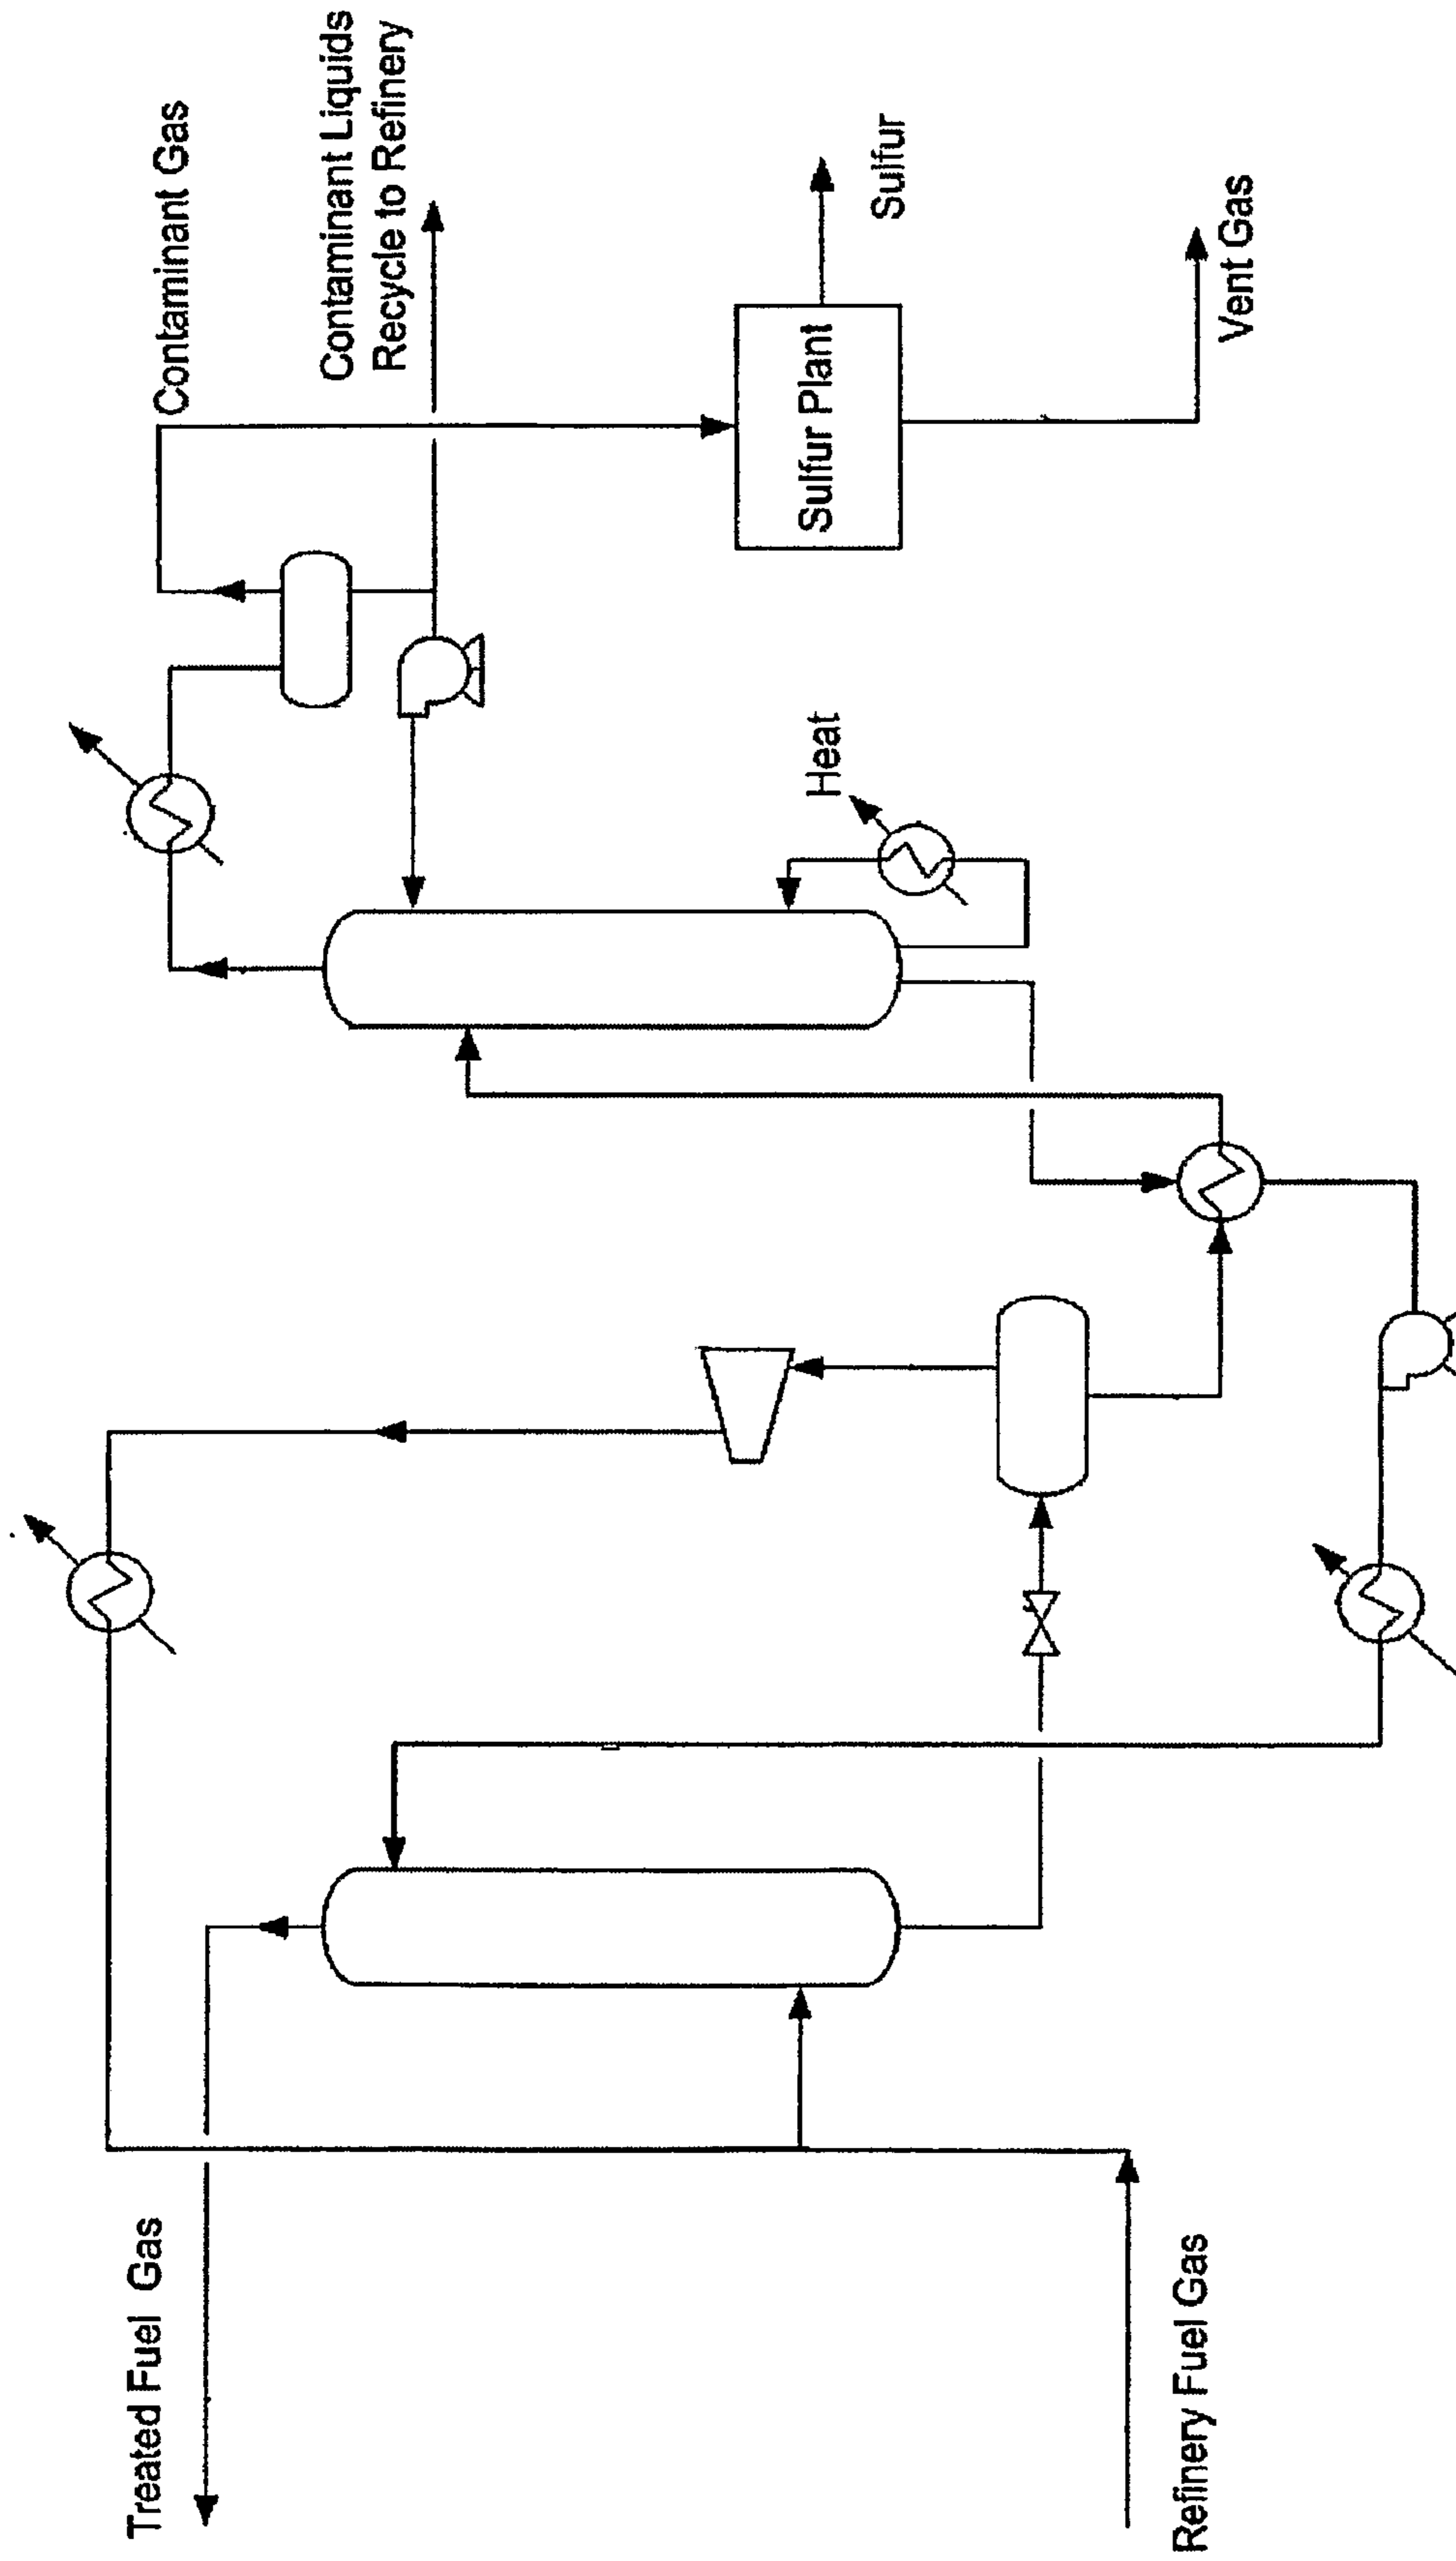 Treated Fuel Gas
Refinery Fuel Gas
Contaminant Gas
Contaminant Liquids
Recycle to Refinery
Heat
Sulfur Plant
Sulfur
Vent Gas